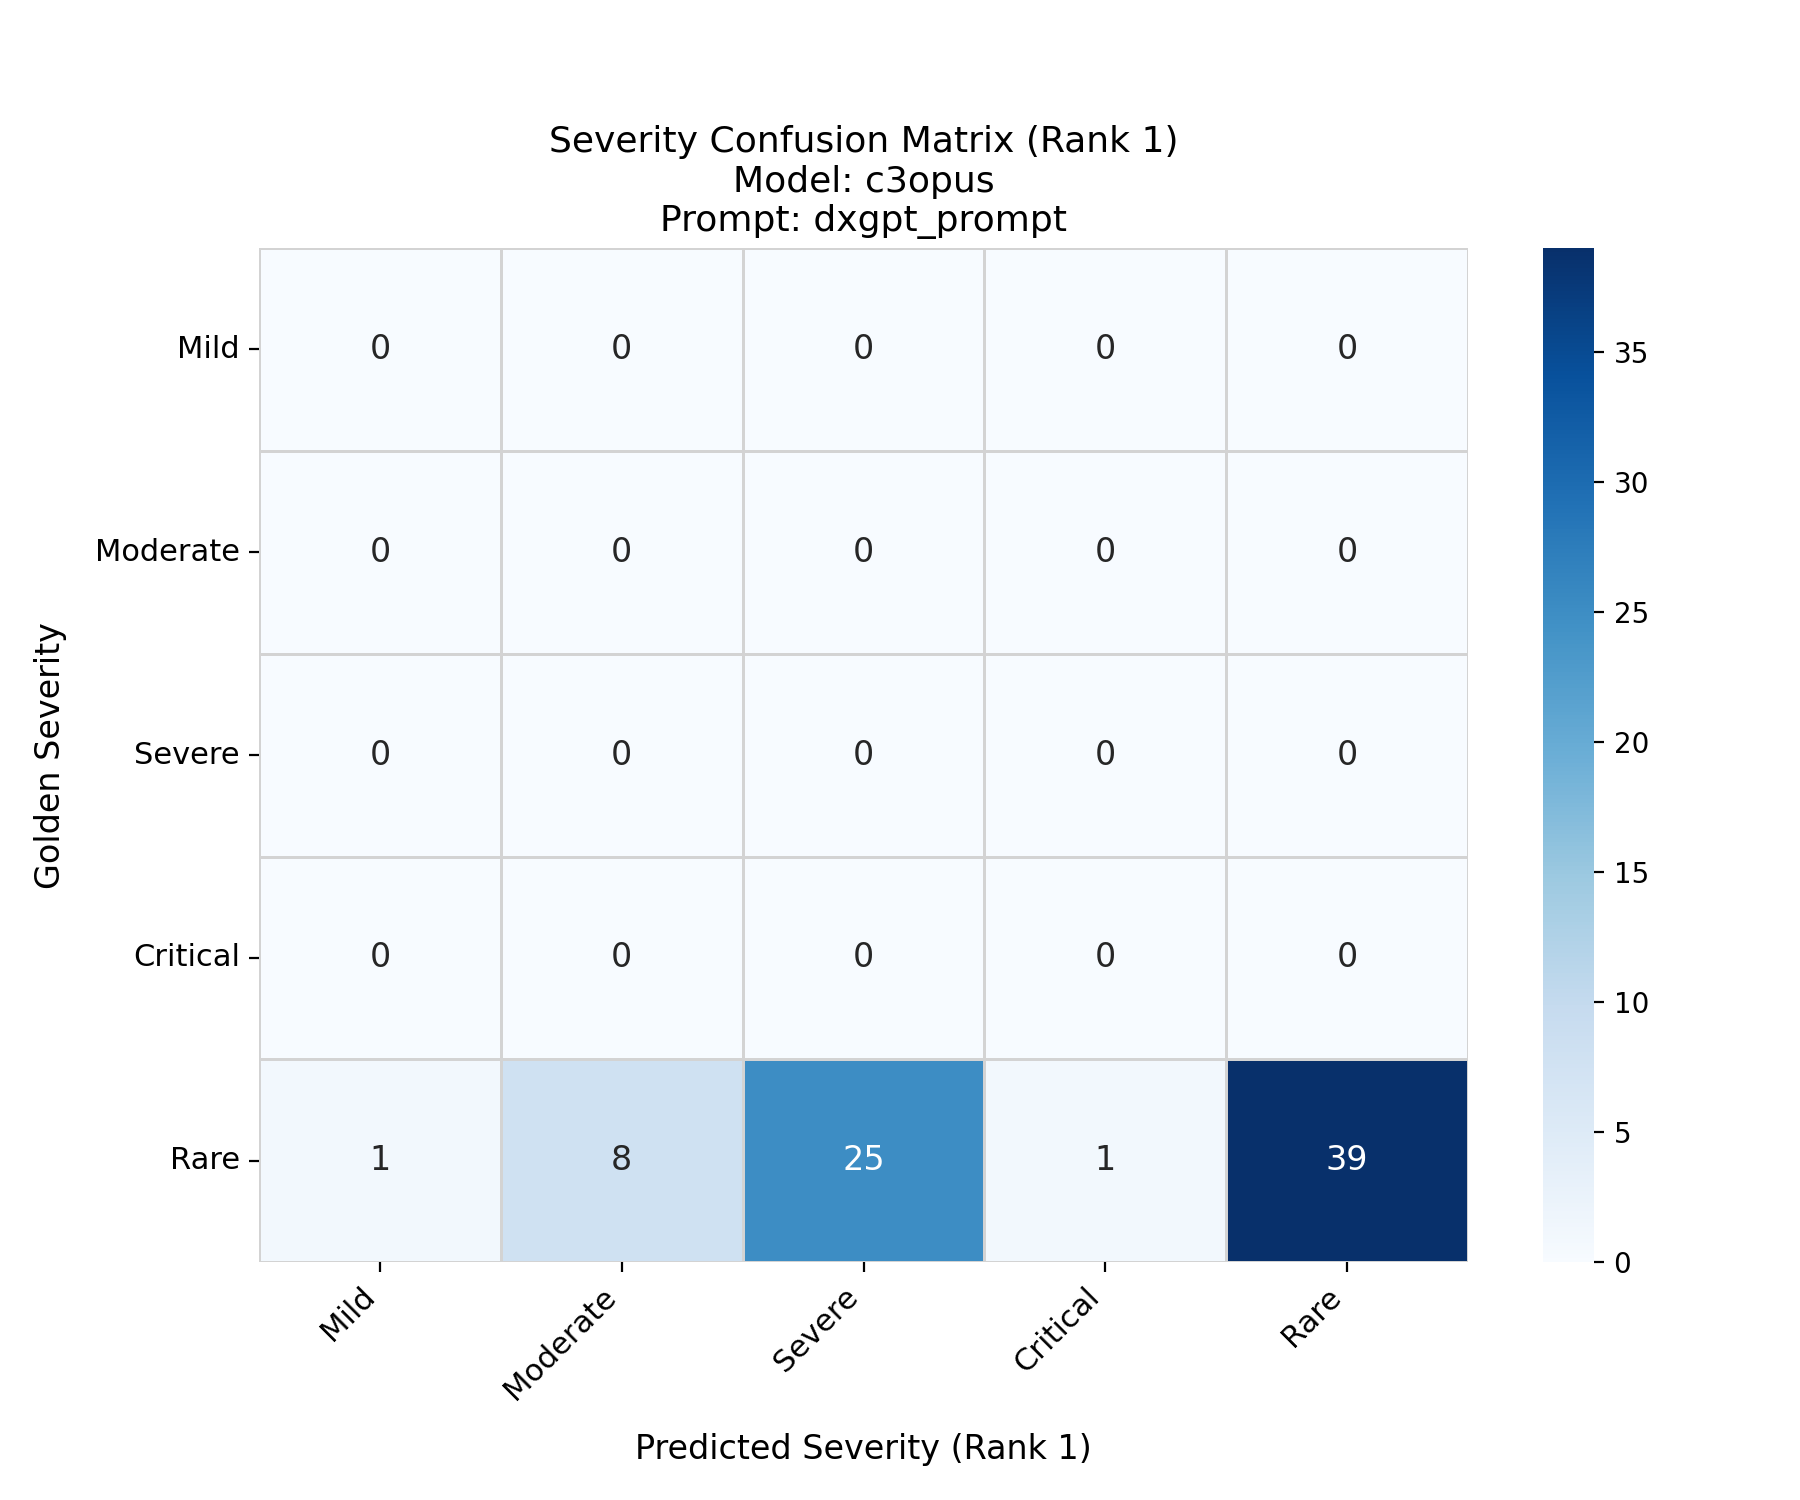 Severity Confusion Matrix (Rank 1)
Model: c3opus
Prompt: dxgpt_prompt
Golden Severity
Mild 0 0 0 0 0
Moderate 0 0 0 0 0
Severe 0 0 0 0 0
Critical 0 0 0 0 0
Rare 1 8 25 1 39
Mild Moderate Severe Critical Rare
Predicted Severity (Rank 1)
35
30
25
20
15
10
5
0